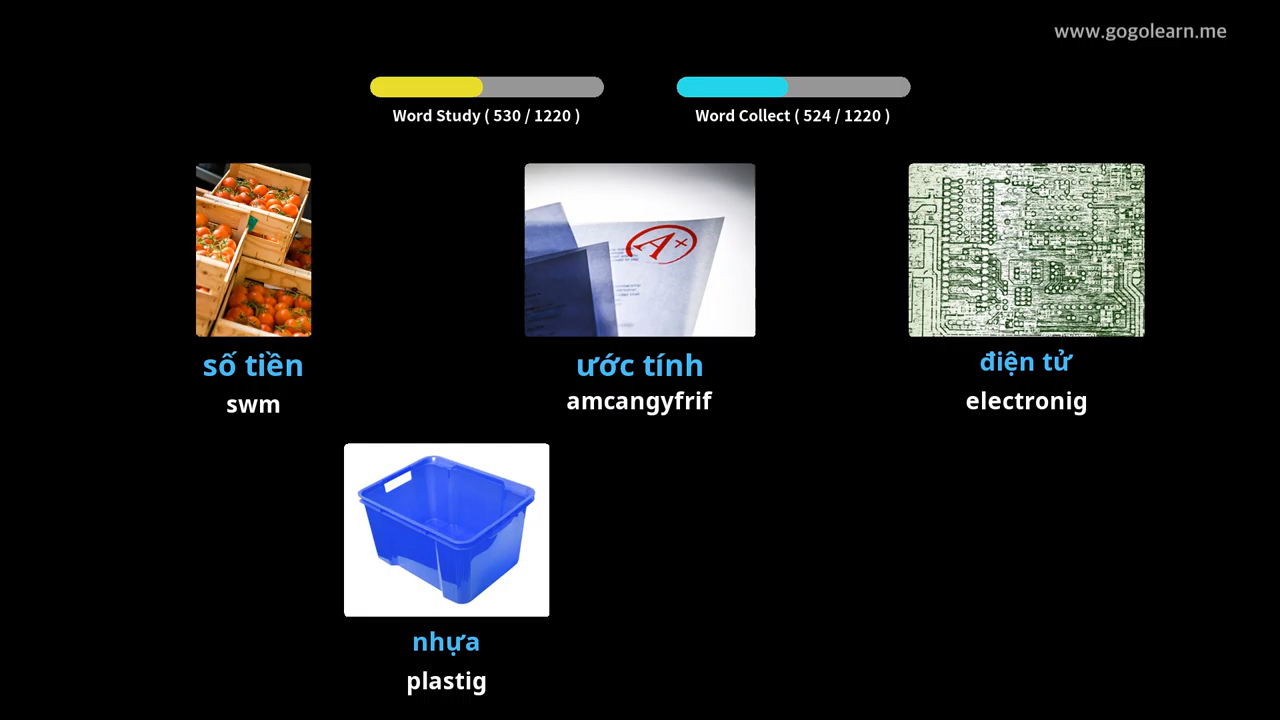 www.gogolearn.me
Word Study ( 530 / 1220 )
Word Collect ( 524 / 1220 )
A+
số tiền
swm
ước tính
amcangyfrif
điện tử
electronig
nhựa
plastig